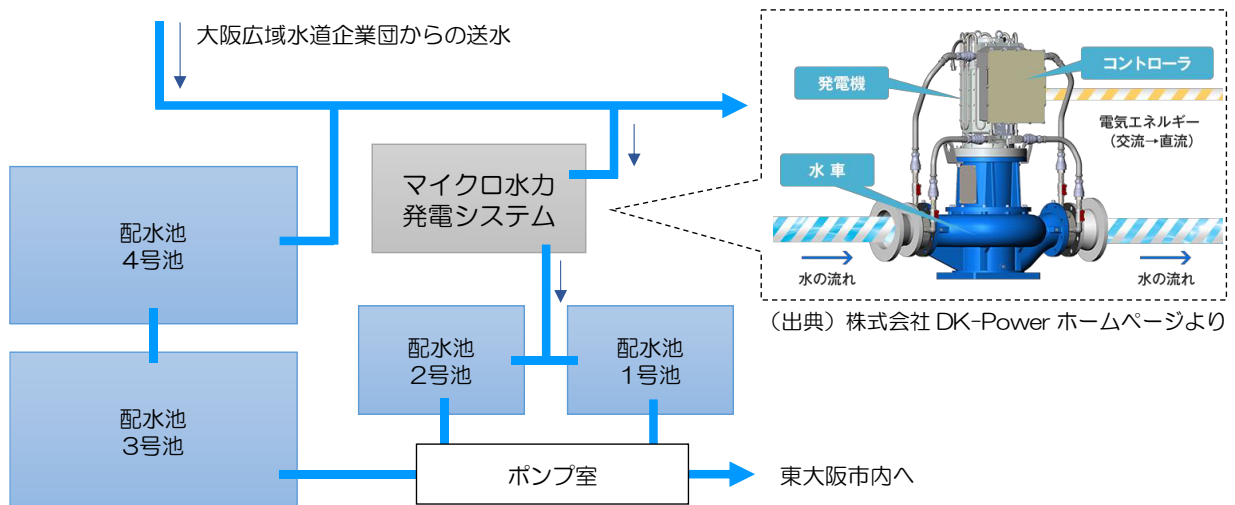 大阪広域水道企業団からの送水
コントローラ
発電機
電気エネルギー
（交流→直流）
水車
水の流れ
水の流れ
（出典）株式会社 DK-Power ホームページより
マイクロ水力
発電システム
配水池
4号池
配水池
2号池
配水池
1号池
配水池
3号池
ポンプ室
東大阪市内へ